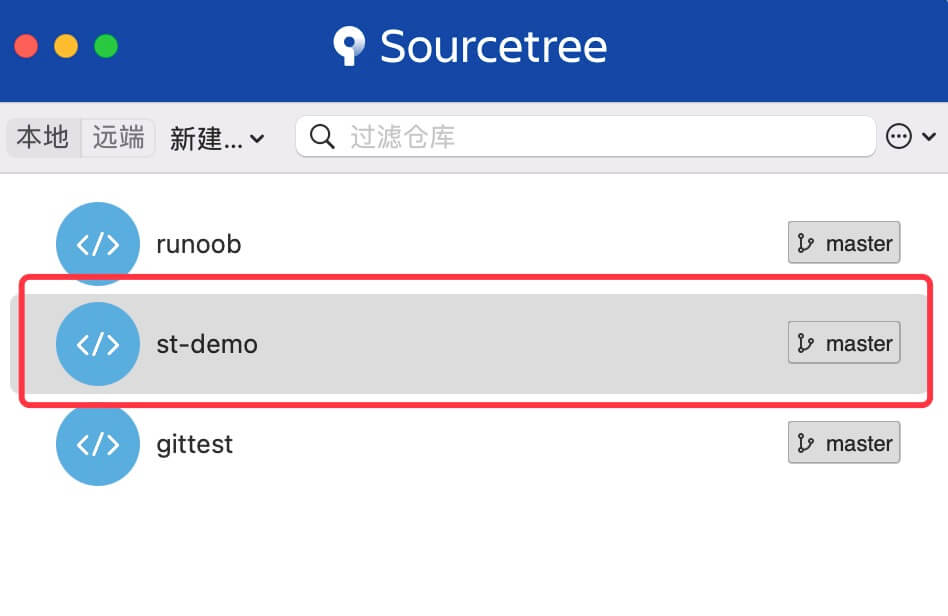 Sourcetree
本地 远端 新建... 过滤仓库
</> runoob master
</> st-demo master
</> gittest master